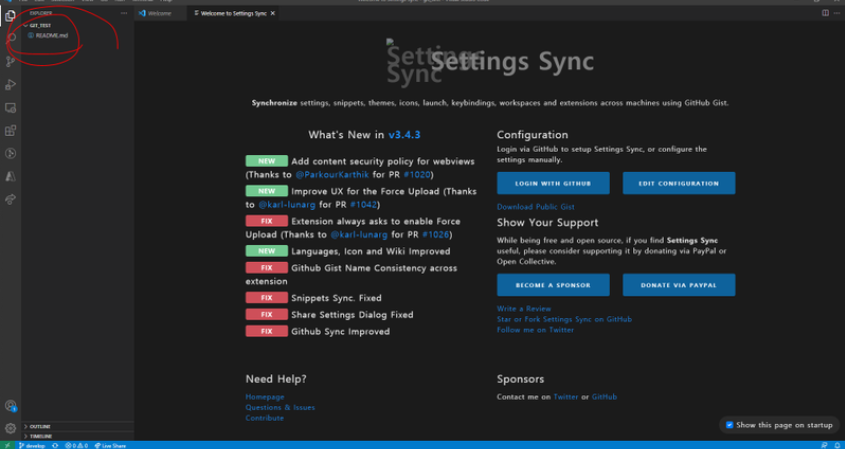 EXPLORER
Welcome
Welcome to Settings Sync
GIT_TEST
README.md
Settings Sync
Settings Sync
Synchronize settings, snippets, themes, icons, launch, keybindings, workspaces and extensions across machines using GitHub Gist.
What's New in v3.4.3
NEW Add content security policy for webviews
(Thanks to @ParkourKarthik for PR #1020)
NEW Improve UX for the Force Upload (Thanks
to @karl-lunarg for PR #1042)
FIX Extension always asks to enable Force
Upload (Thanks to @karl-lunarg for PR #1026)
NEW Languages, Icon and Wiki Improved
FIX Github Gist Name Consistency across
extension
FIX Snippets Sync. Fixed
FIX Share Settings Dialog Fixed
FIX Github Sync Improved
Configuration
Login via GitHub to setup Settings Sync, or configure the
settings manually.
LOGIN WITH GITHUB
EDIT CONFIGURATION
Download Public Gist
Show Your Support
While being free and open source, if you find Settings Sync
useful, please consider supporting it by donating via PayPal or
Open Collective.
BECOME A SPONSOR
DONATE VIA PAYPAL
Write a Review
Star or Fork Settings Sync on GitHub
Follow me on Twitter
Need Help?
Homepage
Questions & Issues
Contribute
Sponsors
Contact me on Twitter or GitHub
Show this page on startup
OUTLINE
TIMELINE
develop
0 0
Live Share